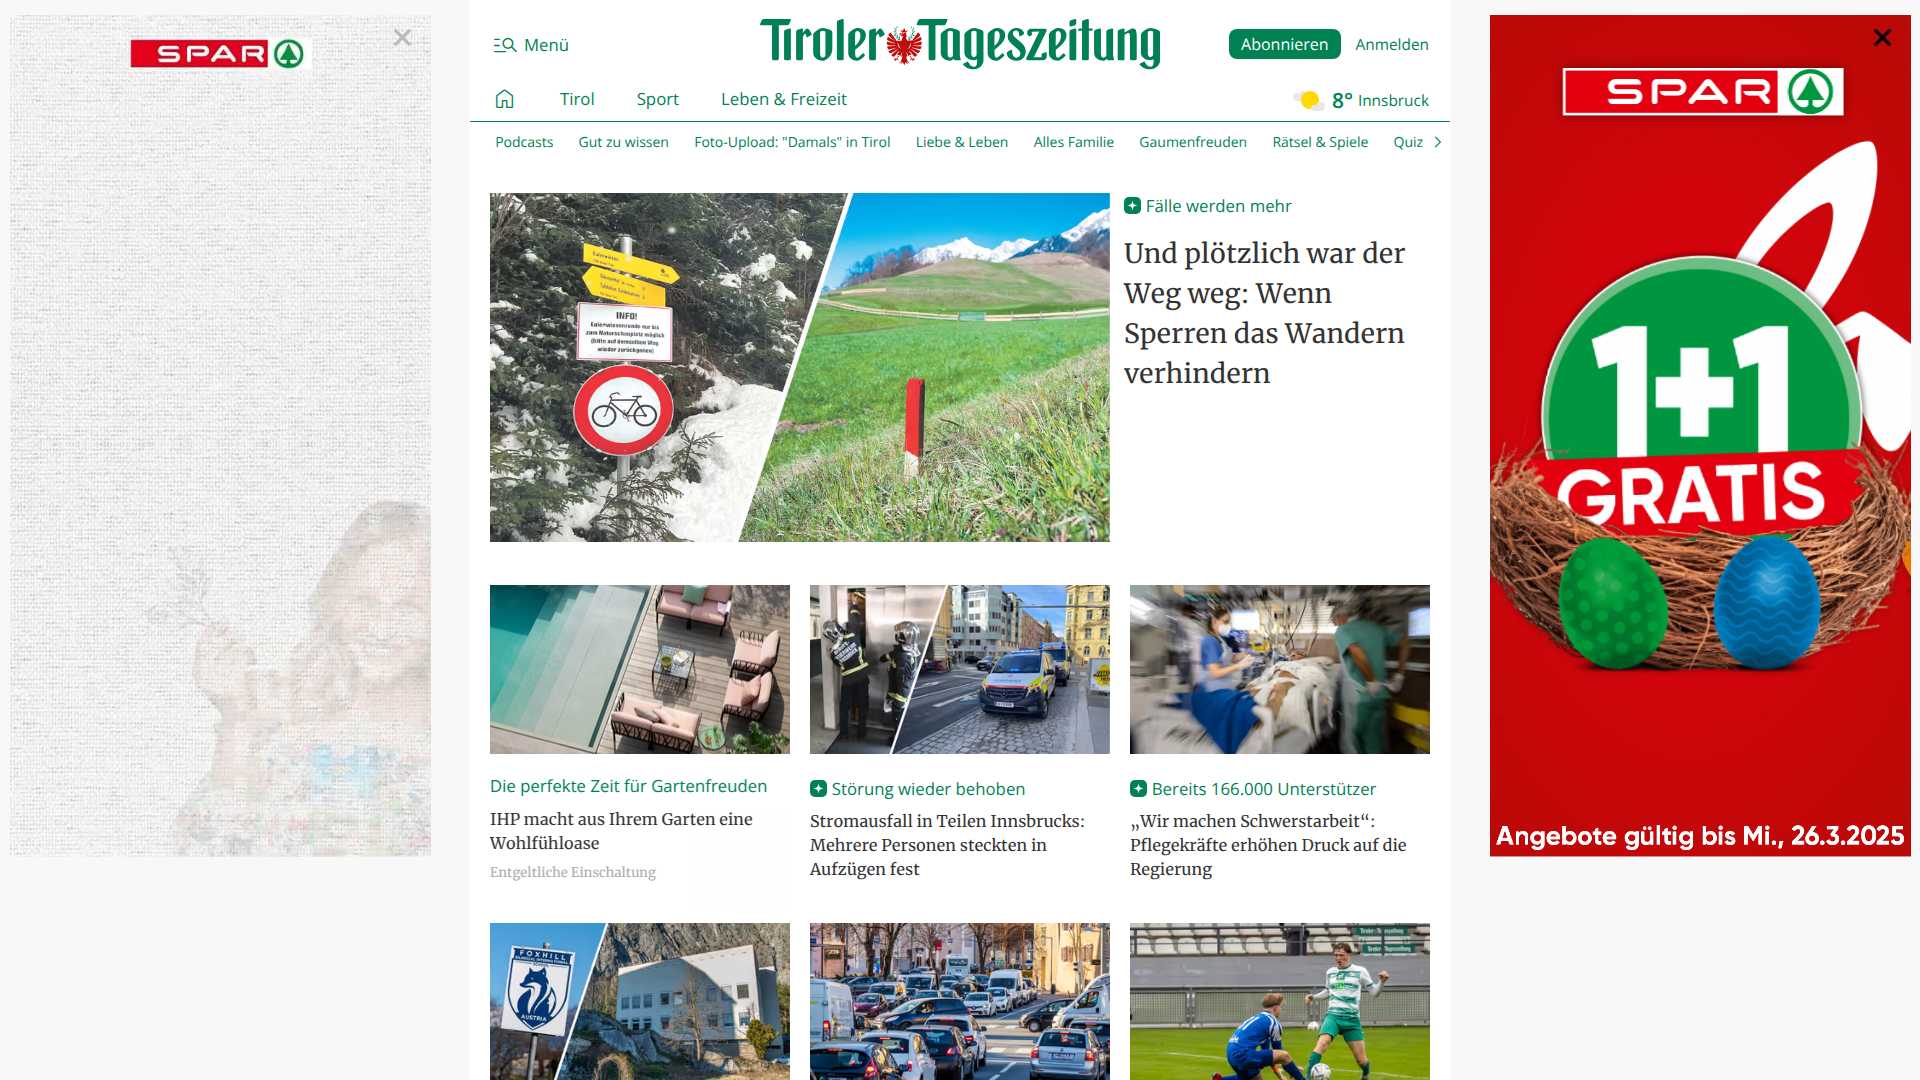 SPAR
Menü
Tiroler Tageszeitung
Abonnieren
Anmelden
Tirol
Sport
Leben & Freizeit
8° Innsbruck
Podcasts
Gut zu wissen
Foto-Upload: "Damals" in Tirol
Liebe & Leben
Alles Familie
Gaumenfreuden
Rätsel & Spiele
Quiz
INFO!
Fälle werden mehr
Und plötzlich war der
Weg weg: Wenn
Sperren das Wandern
verhindern
Die perfekte Zeit für Gartenfreuden
IHP macht aus Ihrem Garten eine
Wohlfühloase
Entgeltliche Einschaltung
Störung wieder behoben
Stromausfall in Teilen Innsbrucks:
Mehrere Personen steckten in
Aufzügen fest
Bereits 166.000 Unterstützer
„Wir machen Schwerstarbeit“:
Pflegekräfte erhöhen Druck auf die
Regierung
FOXHILL
AUSTRIA
SPAR
1+1
GRATIS
Angebote gültig bis Mi., 26.3.2025